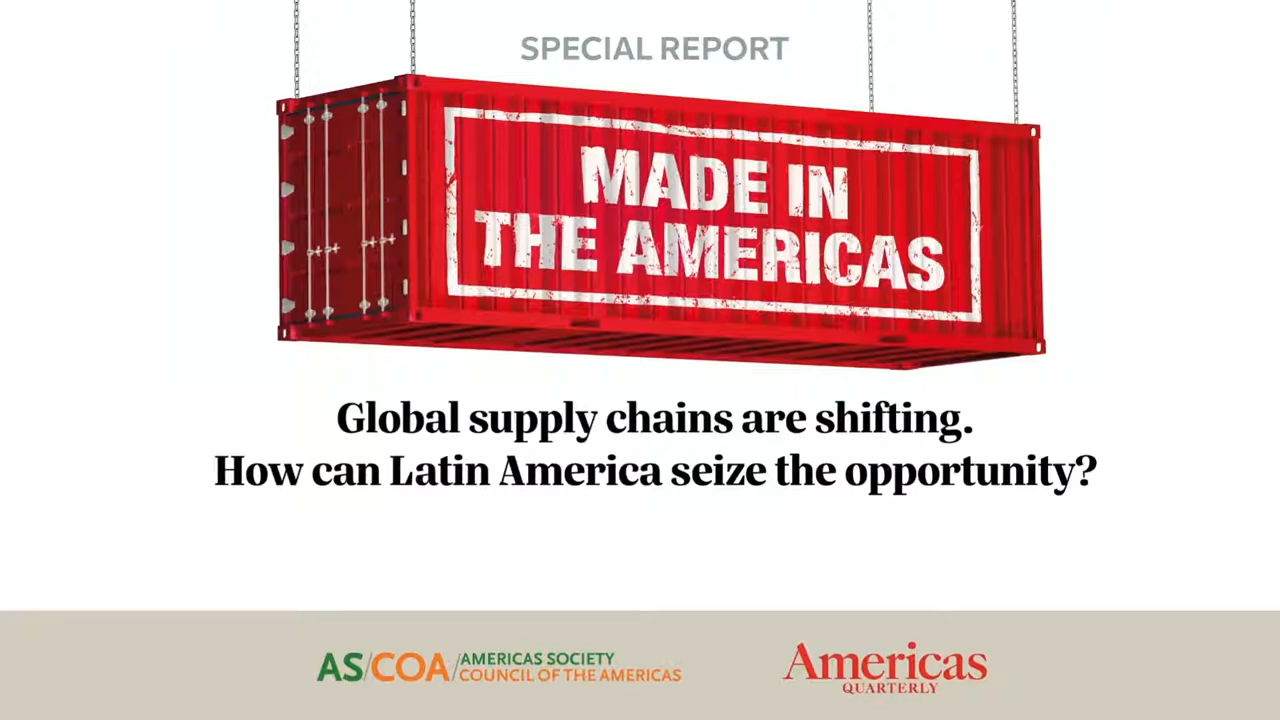 SPECIAL REPORT
MADE IN
THE AMERICAS
Global supply chains are shifting.
How can Latin America seize the opportunity?
AS/COA/AMERICAS SOCIETY
COUNCIL OF THE AMERICAS
Americas
QUARTERLY